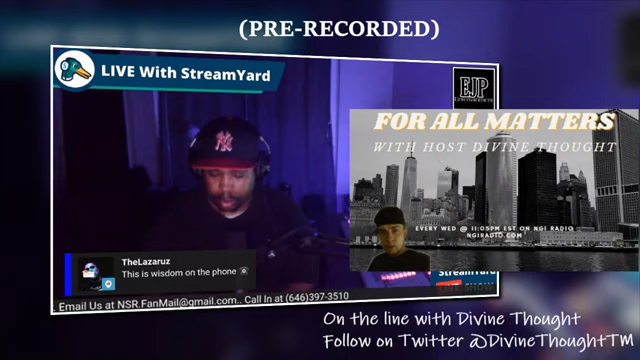 (PRE-RECORDED)
LIVE With StreamYard
EJP
FOR ALL MATTERS
WITH HOST DIVINE THOUGHT
NY
EVERY WED @ 11:05PM EST ON NGI RADIO
NGIRADIO.COM
TheLazaruz
This is wisdom on the phone
StreamYard
SHOW
. Email Us at NSR.FanMail@gmail.com.. Call In at (646)397-3510
On the line with Divine Thought
Follow on Twitter @DivineThoughtTM